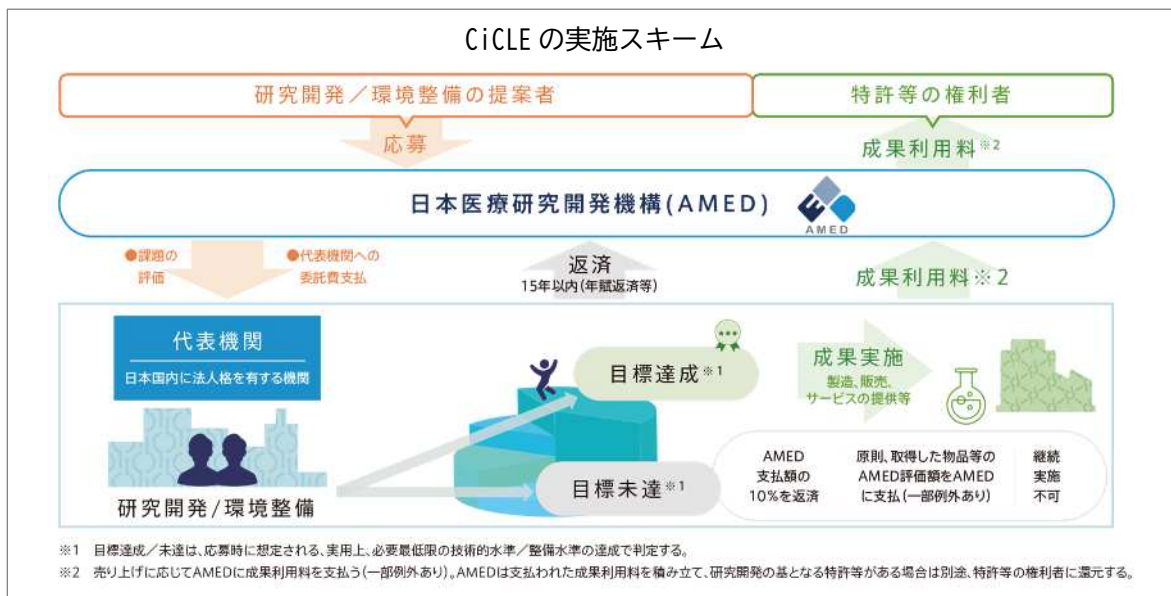 CiCLE の実施スキーム
研究開発／環境整備の提案者
特許等の権利者
応募
成果利用料※2
日本医療研究開発機構(AMED)
AMED
●課題の
評価
●代表機関への
委託費支払
返済
15年以内(年賦返済等)
成果利用料※2
代表機関
日本国内に法人格を有する機関
研究開発/環境整備
目標達成※1
成果実施
製造、販売、
サービスの提供等
目標未達※1
AMED
支払額の
10%を返済
原則、取得した物品等の
AMED評価額をAMED
に支払(一部例外あり)
継続
実施
不可
※1 目標達成／未達は、応募時に想定される、実用上、必要最低限の技術的水準／整備水準の達成で判定する。
※2 売り上げに応じてAMEDに成果利用料を支払う(一部例外あり)。AMEDは支払われた成果利用料を積み立て、研究開発の基となる特許等がある場合は別途、特許等の権利者に還元する。